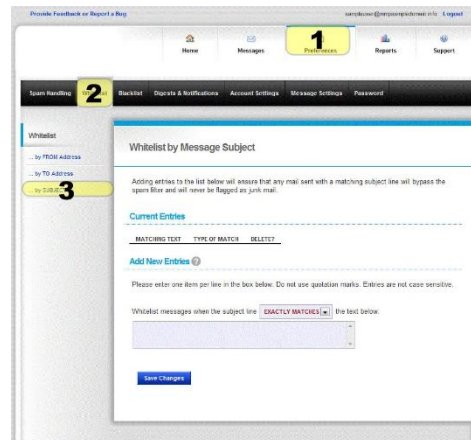 Provide Feedback or Report a Bug
Logout
Home Messages 1 Preferences Reports Support
Spam Handling 2 Blacklist Digests & Notifications Account Settings Message Settings Password
Whitelist
... by FROM Address
... by TO Address
... by SUBJECT
3
Whitelist by Message Subject
Adding entries to the list below will ensure that any mail sent with a matching subject line will bypass the
spam filter and will never be flagged as junk mail.
Current Entries
MATCHING TEXT TYPE OF MATCH DELETE?
Add New Entries ?
Please enter one item per line in the box below. Do not use quotation marks. Entries are not case sensitive.
Whitelist messages when the subject line EXACTLY MATCHES the text below:
Save Changes